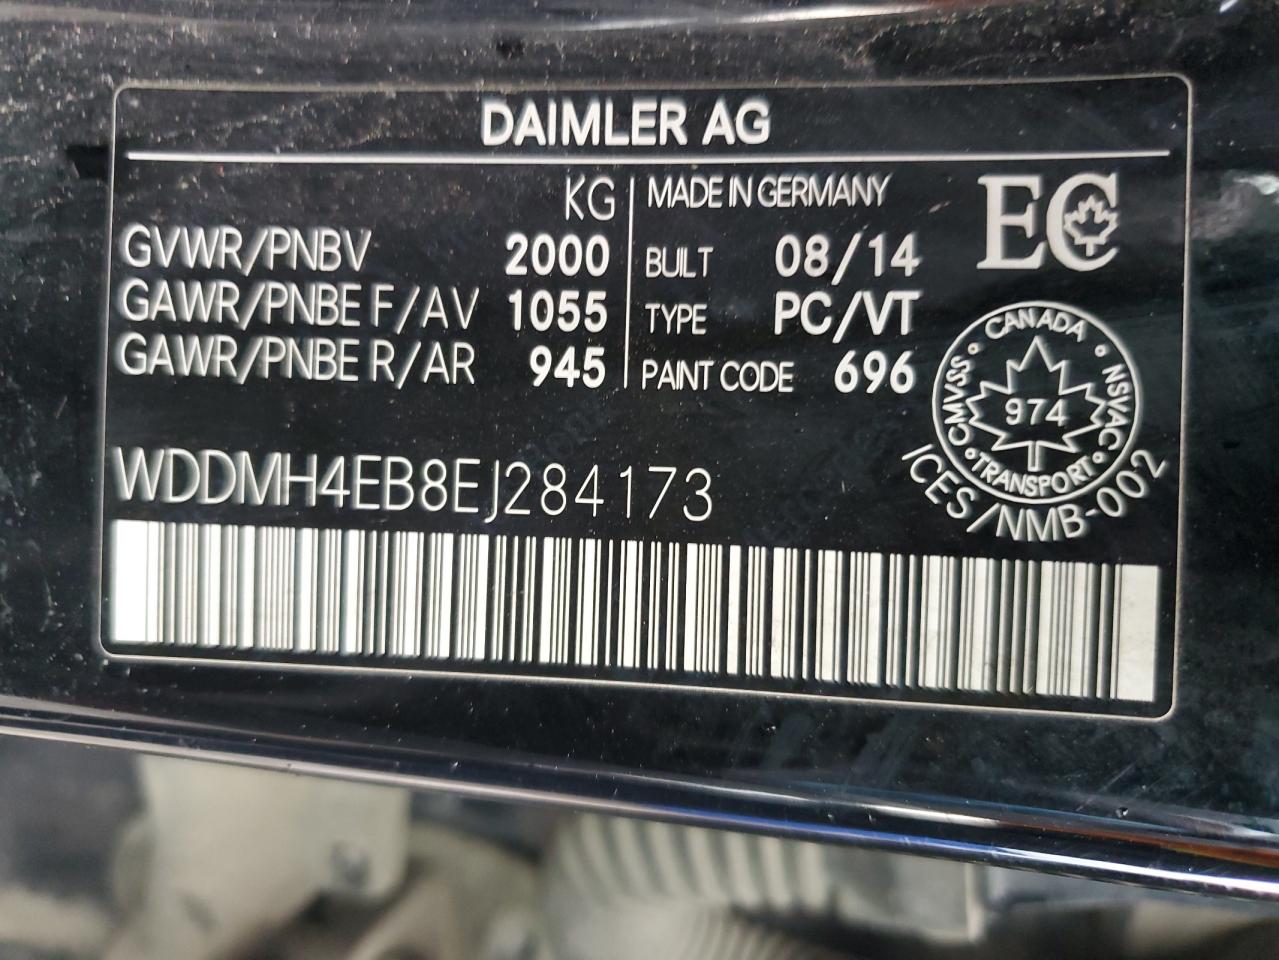 DAIMLER AG
KG
GVWR/PNBV 2000
GAWR/PNBE F/AV 1055
GAWR/PNBE R/AR 945
MADE IN GERMANY
BUILT 08/14
TYPE PC/VT
PAINT CODE 696
EC
CANADA
CMVSS · NSVAC
974
TRANSPORT
ICES/NMB-002
WDDMH4EB8EJ284173